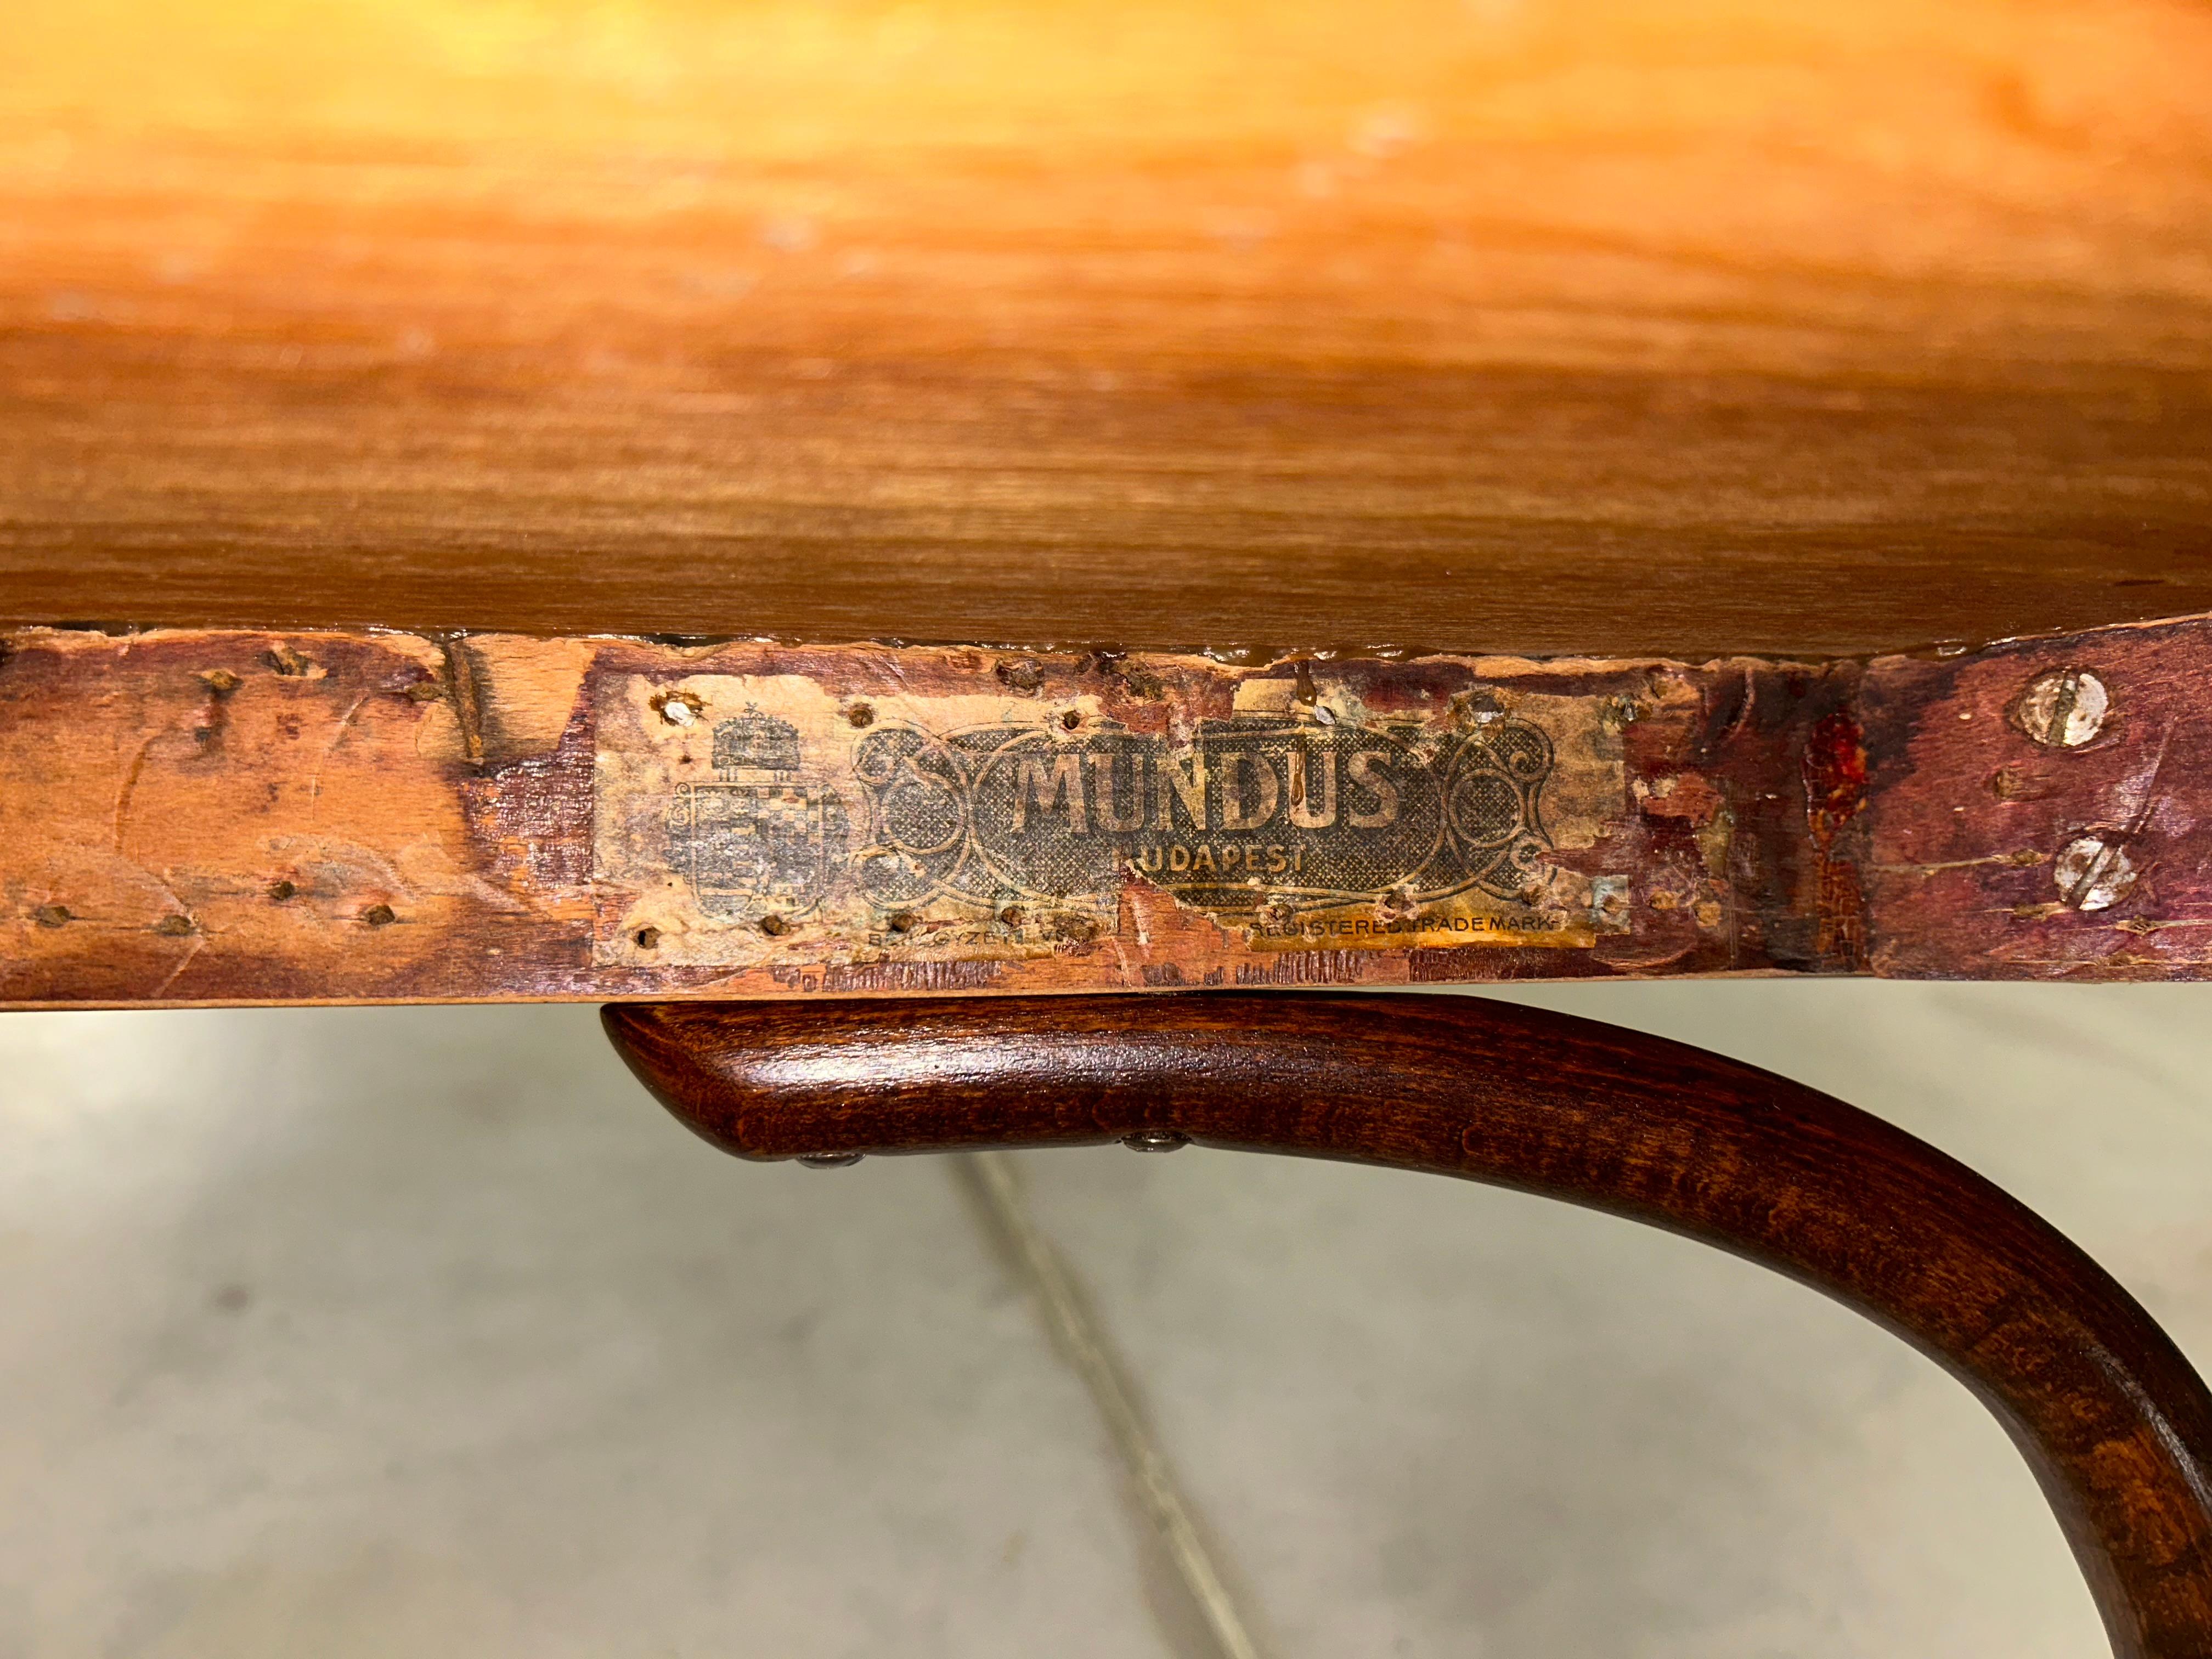 MUNDUS
BUDAPEST
REGISTERED TRADE MARK